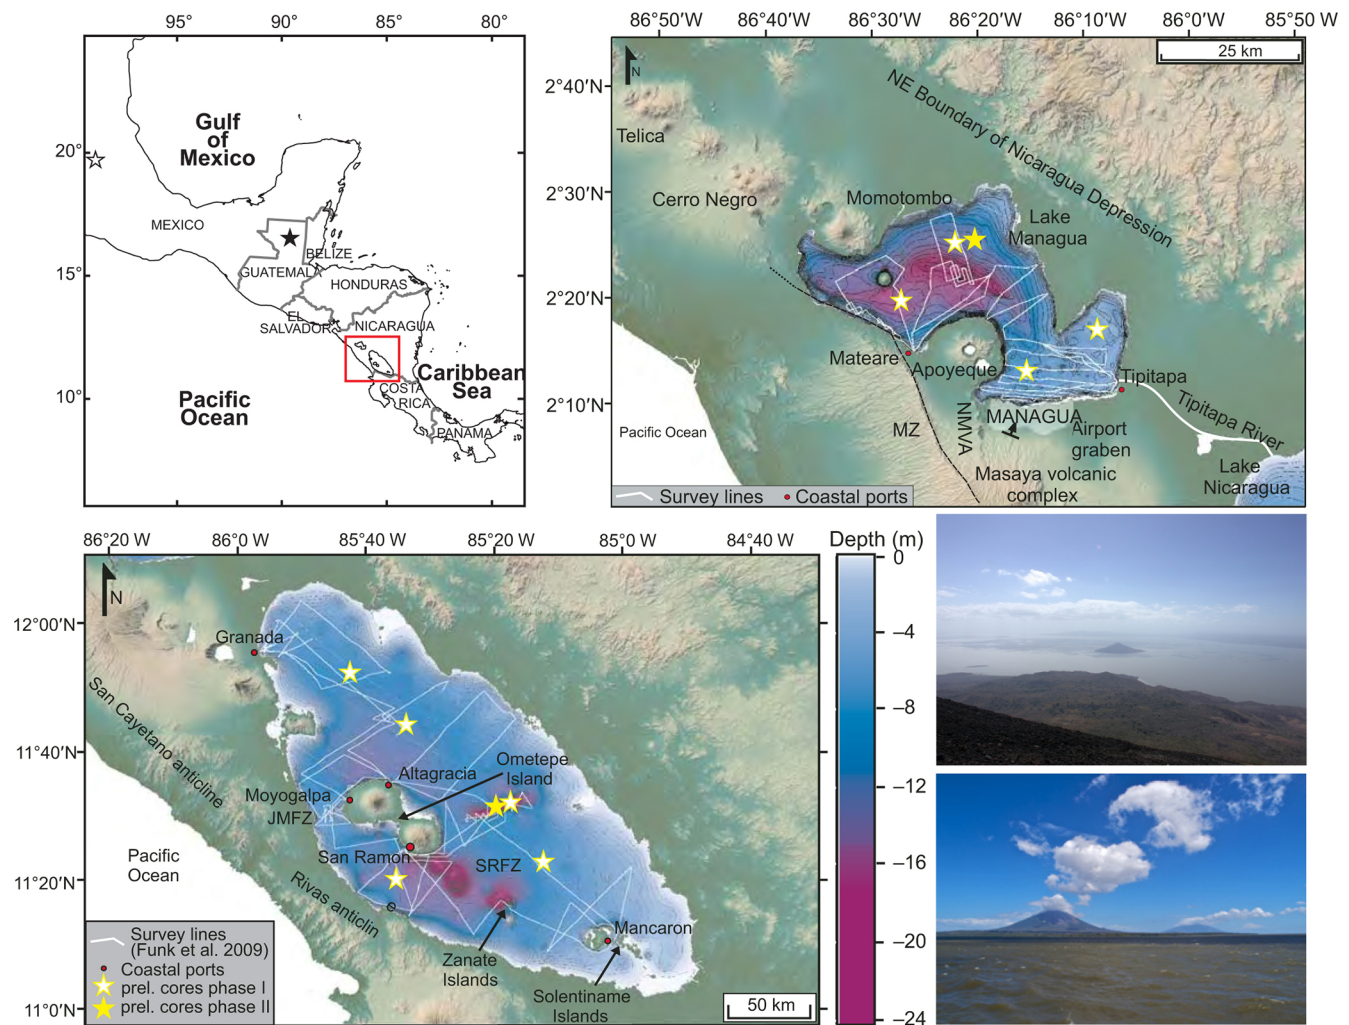 95° 90° 85° 80°
20°
15°
10°
Gulf
of
Mexico
MEXICO
BELIZE
GUATEMALA
HONDURAS
EL
SALVADOR
NICARAGUA
Caribbean
Sea
COSTA
RICA
PANAMA
Pacific
Ocean
86°50'W 86°40'W 86°30'W 86°20'W 86°10'W 86°0'W 85°50 W
25 km
N
2°40'N
2°30'N
2°20'N
2°10'N
NE Boundary of Nicaragua Depression
Telica
Cerro Negro
Momotombo
Lake
Managua
Mateare
Apoyeque
Tipitapa
Tipitapa River
MANAGUA
Airport
graben
NMVA
MZ
Pacific Ocean
Masaya volcanic
complex
Lake
Nicaragua
Survey lines
Coastal ports
86°20 W 86°0'W 85°40 W 85°20'W 85°0'W 84°40 W
N
12°00'N
11°40'N
11°20'N
11°0'N
Granada
San Cayetano anticline
Altagracia
Ometepe
Island
Moyogalpa
JMFZ
San Ramon
SRFZ
Pacific
Ocean
Rivas anticlin
e
Mancaron
Zanate
Islands
Solentiname
Islands
50 km
Survey lines
(Funk et al. 2009)
Coastal ports
prel. cores phase I
prel. cores phase II
Depth (m)
0
–4
–8
–12
–16
–20
–24